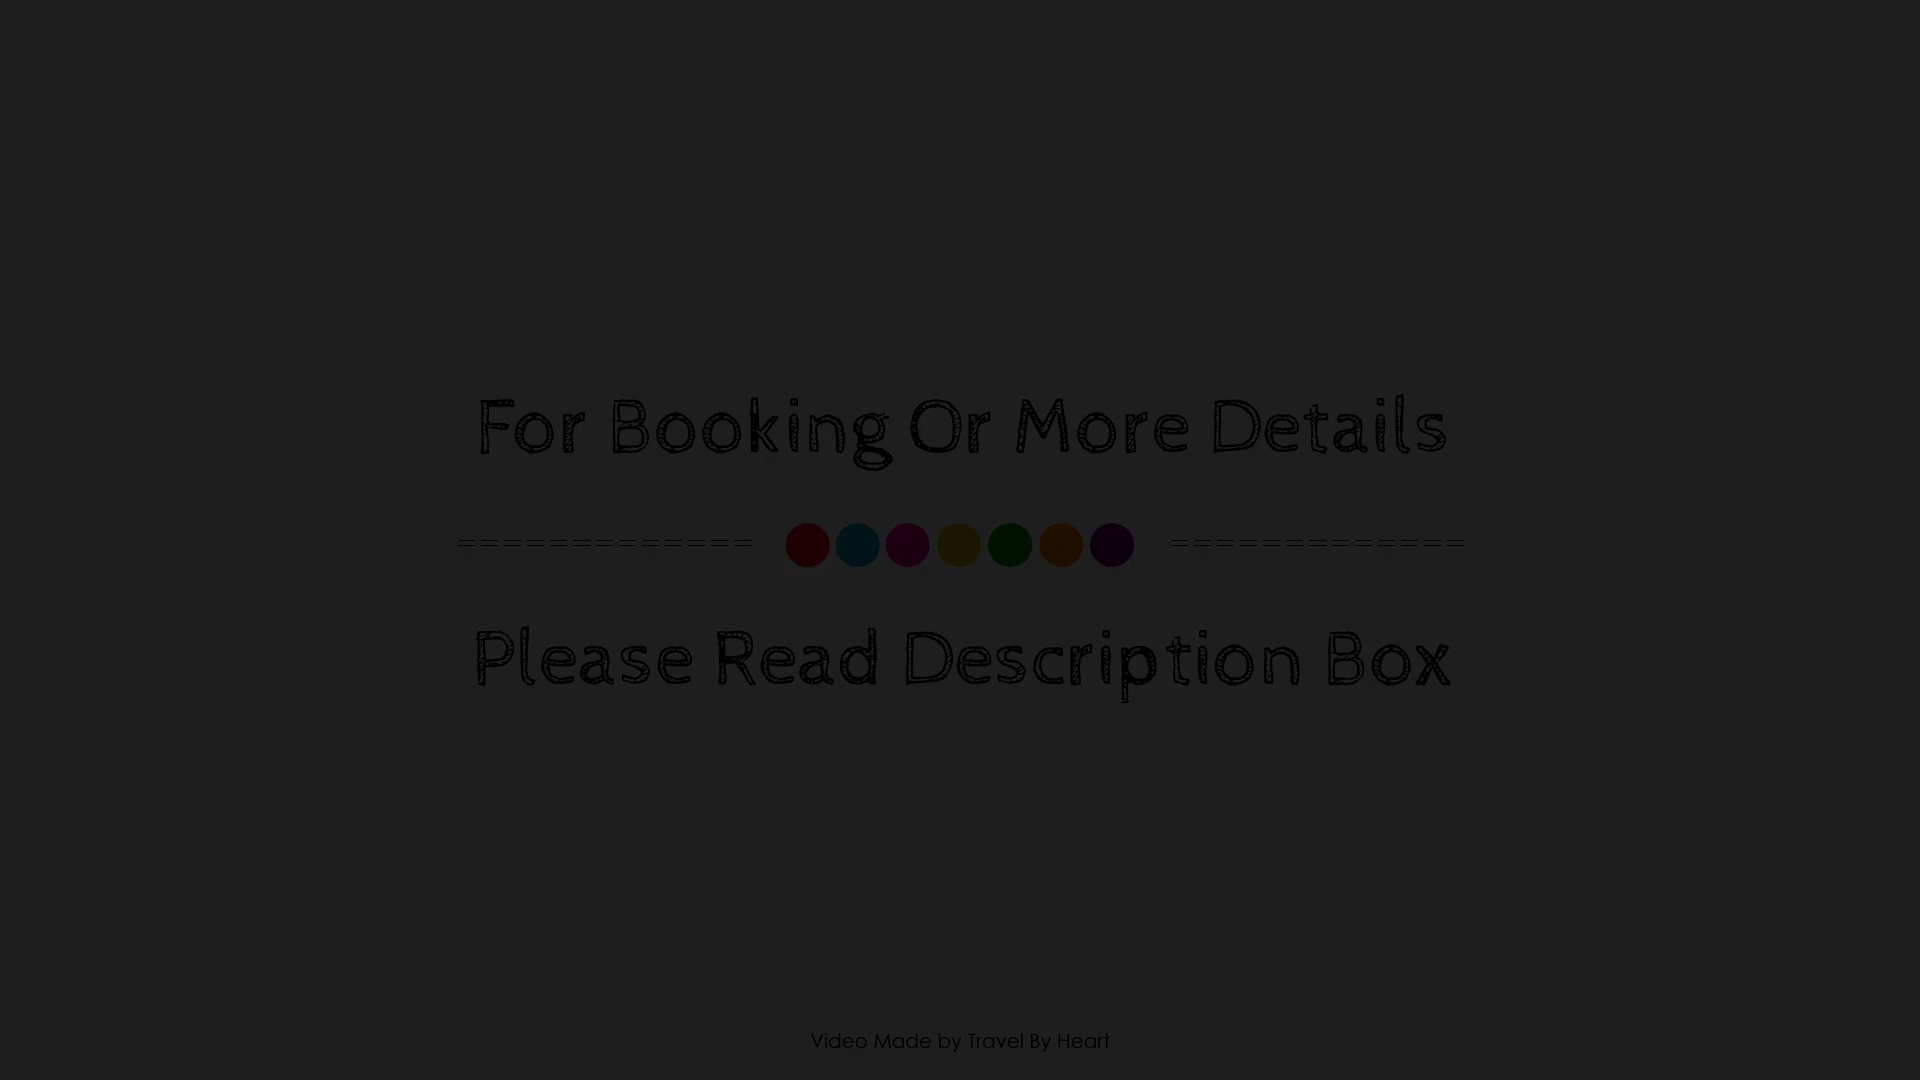 For Booking Or More Details
============= =============
Please Read Description Box
Video Made by Travel By Heart